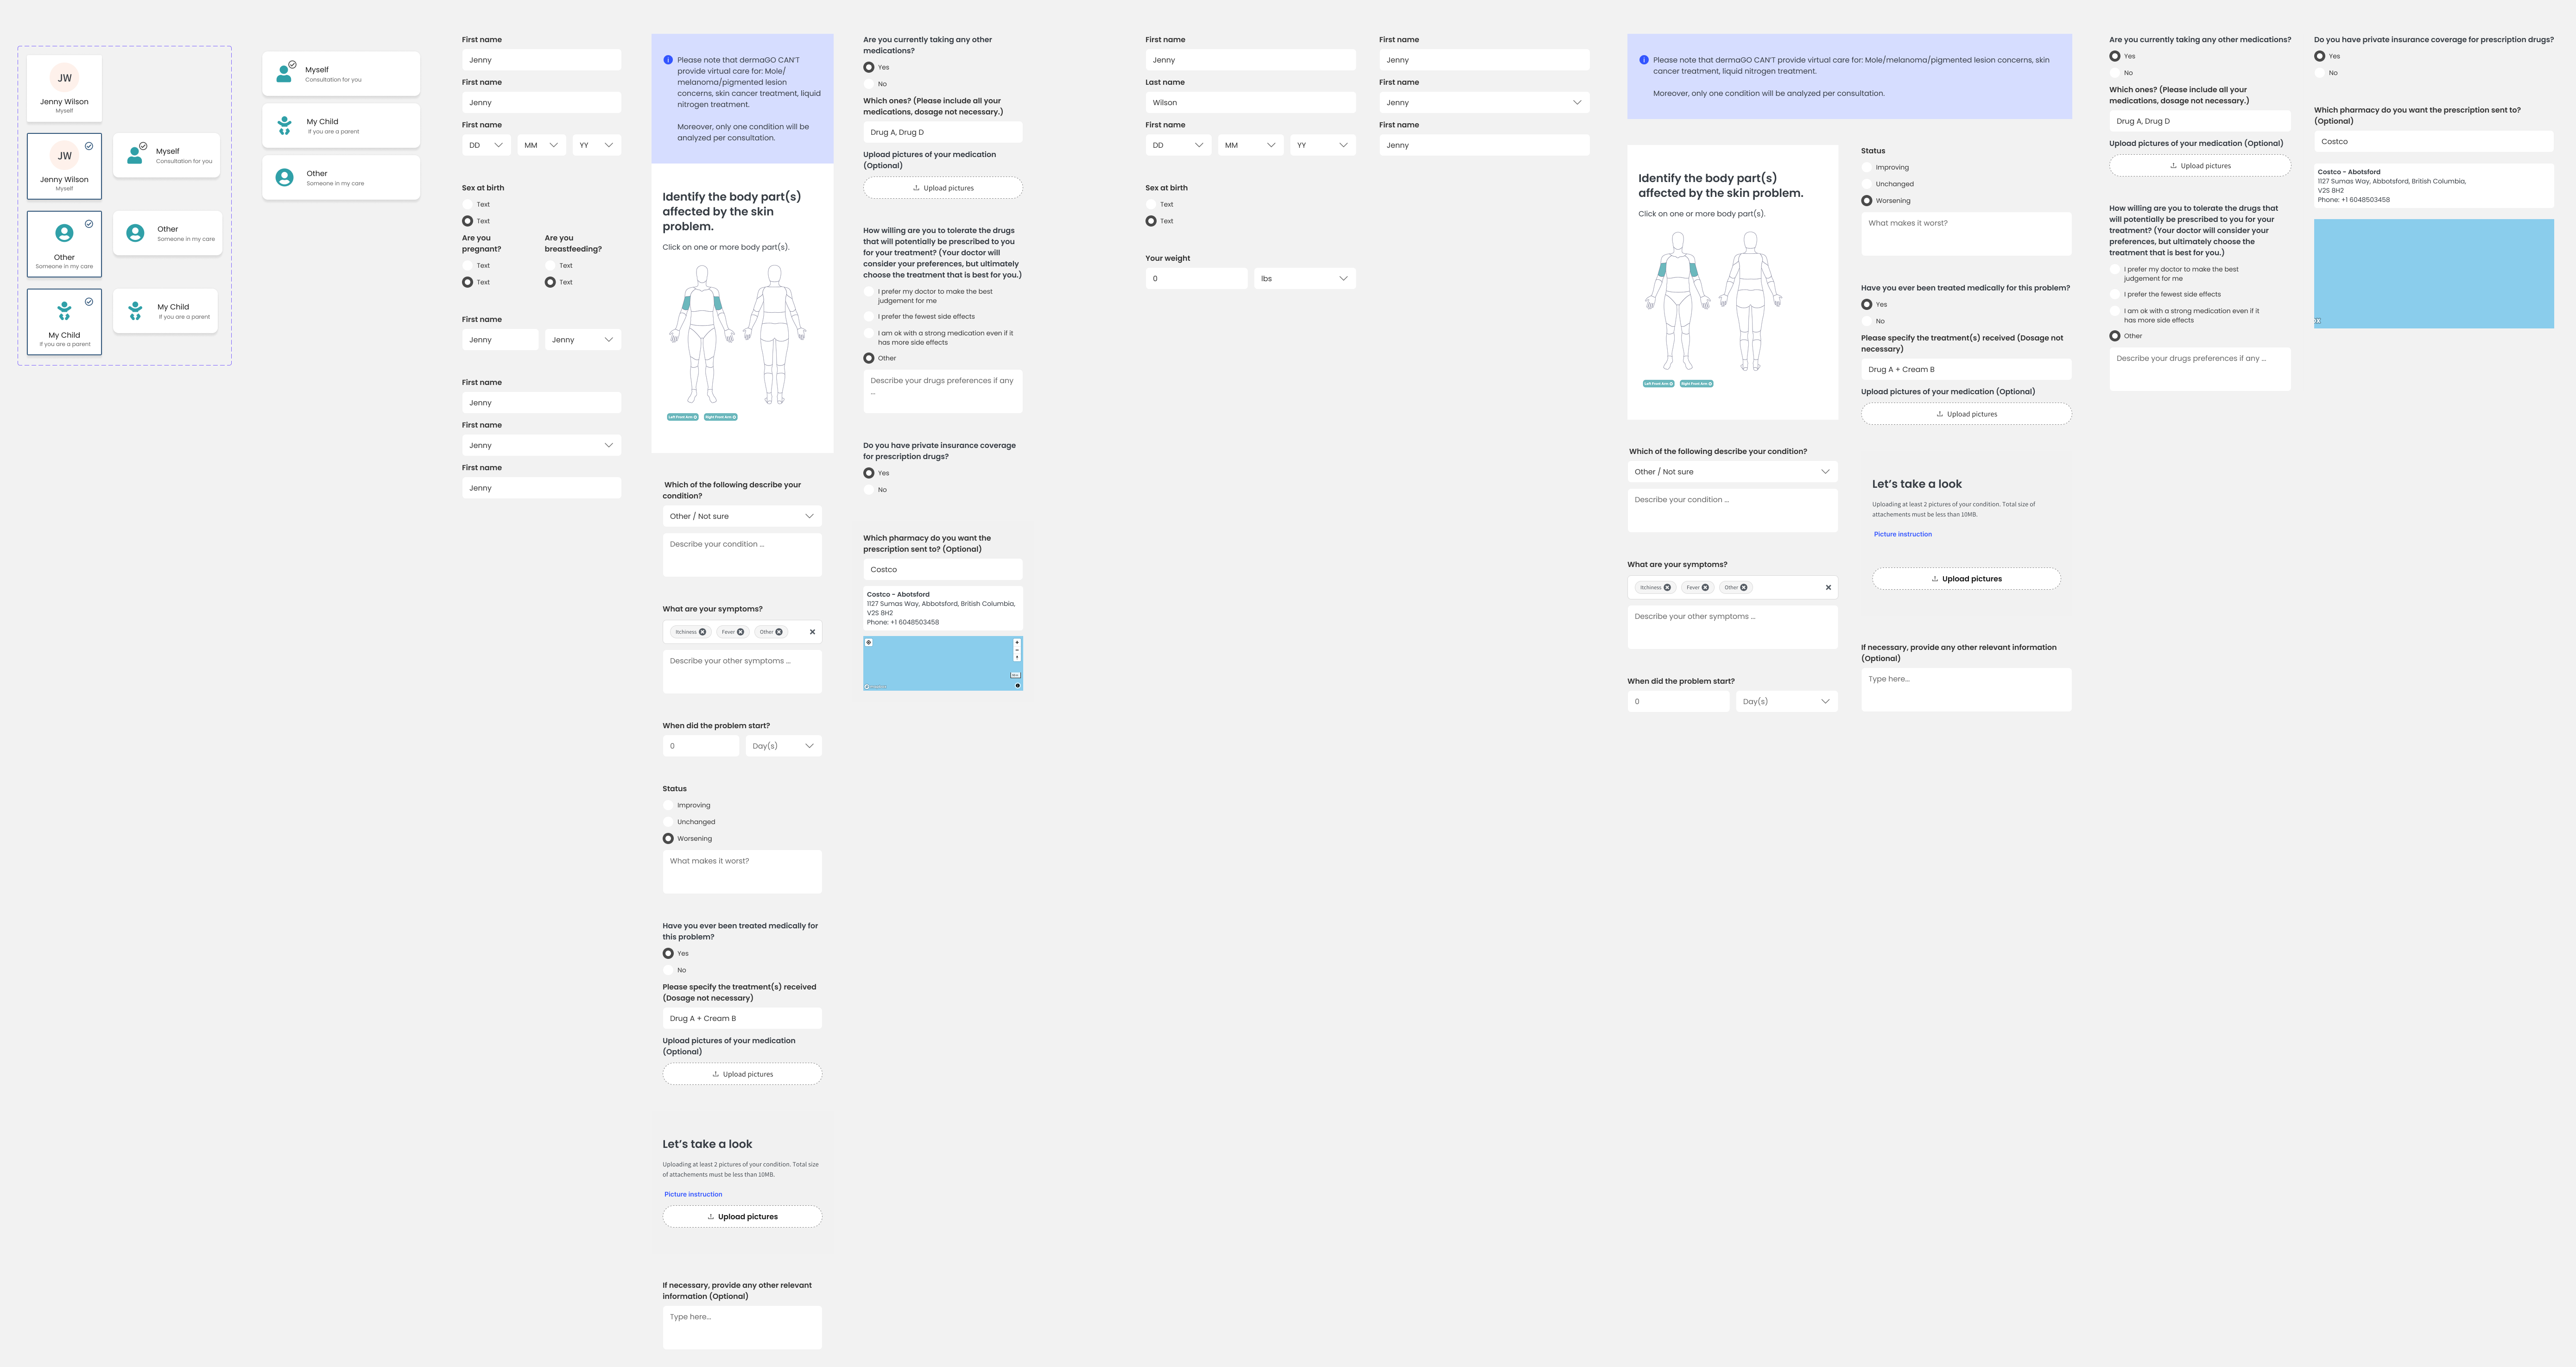 JW
Jenny Wilson
Myself
JW
Jenny Wilson
Myself
Myself
Consultation for you
Other
Someone in my care
Other
Someone in my care
My Child
If you are a parent
My Child
If you are a parent
Myself
Consultation for you
My Child
If you are a parent
Other
Someone in my care
First name
Jenny
First name
Jenny
First name
DD
MM
YY
Sex at birth
Text
Text
Are you
pregnant?
Text
Text
Are you
breastfeeding?
Text
Text
First name
Jenny
Jenny
First name
Jenny
First name
Jenny
First name
Jenny
Please note that dermaGO CAN'T
provide virtual care for: Mole/
melanoma/pigmented lesion
concerns, skin cancer treatment, liquid
nitrogen treatment.
Moreover, only one condition will be
analyzed per consultation.
Identify the body part(s)
affected by the skin
problem.
Click on one or more body part(s).
Left Front Arm
Right Front Arm
Which of the following describe your
condition?
Other / Not sure
Describe your condition ...
What are your symptoms?
Itchiness
Fever
Other
Describe your other symptoms ...
When did the problem start?
0
Day(s)
Status
Improving
Unchanged
Worsening
What makes it worst?
Have you ever been treated medically for
this problem?
Yes
No
Please specify the treatment(s) received
(Dosage not necessary)
Drug A + Cream B
Upload pictures of your medication
(Optional)
Upload pictures
Let's take a look
Uploading at least 2 pictures of your condition. Total size
of attachements must be less than 10MB.
Picture instruction
Upload pictures
If necessary, provide any other relevant
information (Optional)
Type here...
Are you currently taking any other
medications?
Yes
No
Which ones? (Please include all your
medications, dosage not necessary.)
Drug A, Drug D
Upload pictures of your medication
(Optional)
Upload pictures
How willing are you to tolerate the drugs
that will potentially be prescribed to you
for your treatment? (Your doctor will
consider your preferences, but ultimately
choose the treatment that is best for you.)
I prefer my doctor to make the best
judgement for me
I prefer the fewest side effects
I am ok with a strong medication even if it
has more side effects
Other
Describe your drugs preferences if any
...
Do you have private insurance coverage
for prescription drugs?
Yes
No
Which pharmacy do you want the
prescription sent to? (Optional)
Costco
Costco - Abotsford
1127 Sumas Way, Abbotsford, British Columbia,
V2S 8H2
Phone: +1 6048503458
First name
Jenny
Last name
Wilson
First name
DD
MM
YY
Sex at birth
Text
Text
Your weight
0
lbs
First name
Jenny
First name
Jenny
First name
Jenny
Please note that dermaGO CAN'T provide virtual care for: Mole/melanoma/pigmented lesion concerns, skin
cancer treatment, liquid nitrogen treatment.
Moreover, only one condition will be analyzed per consultation.
Identify the body part(s)
affected by the skin problem.
Click on one or more body part(s).
Left Front Arm
Right Front Arm
Which of the following describe your condition?
Other / Not sure
Describe your condition ...
What are your symptoms?
Itchiness
Fever
Other
Describe your other symptoms ...
When did the problem start?
0
Day(s)
Status
Improving
Unchanged
Worsening
What makes it worst?
Have you ever been treated medically for this problem?
Yes
No
Please specify the treatment(s) received (Dosage not
necessary)
Drug A + Cream B
Upload pictures of your medication (Optional)
Upload pictures
Let's take a look
Uploading at least 2 pictures of your condition. Total size of
attachements must be less than 10MB.
Picture instruction
Upload pictures
If necessary, provide any other relevant information
(Optional)
Type here...
Are you currently taking any other medications?
Yes
No
Which ones? (Please include all your
medications, dosage not necessary.)
Drug A, Drug D
Upload pictures of your medication (Optional)
Upload pictures
How willing are you to tolerate the drugs that
will potentially be prescribed to you for your
treatment? (Your doctor will consider your
preferences, but ultimately choose the
treatment that is best for you.)
I prefer my doctor to make the best
judgement for me
I prefer the fewest side effects
I am ok with a strong medication even if it
has more side effects
Other
Describe your drugs preferences if any ...
Do you have private insurance coverage for prescription drugs?
Yes
No
Which pharmacy do you want the prescription sent to?
(Optional)
Costco
Costco - Abotsford
1127 Sumas Way, Abbotsford, British Columbia,
V2S 8H2
Phone: +1 6048503458